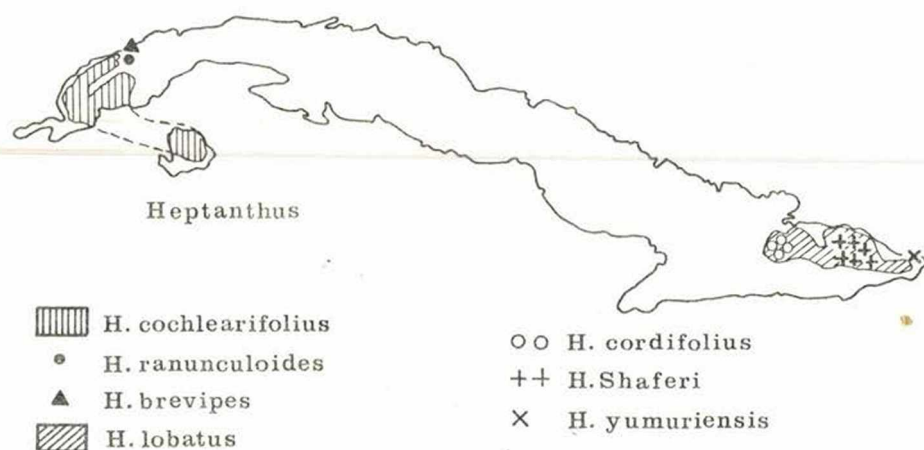 Heptanthus
H. cochlearifolius
H. ranunculoides
H. brevipes
H. lobatus
H. cordifolius
H.Shaferi
H. yumuriensis